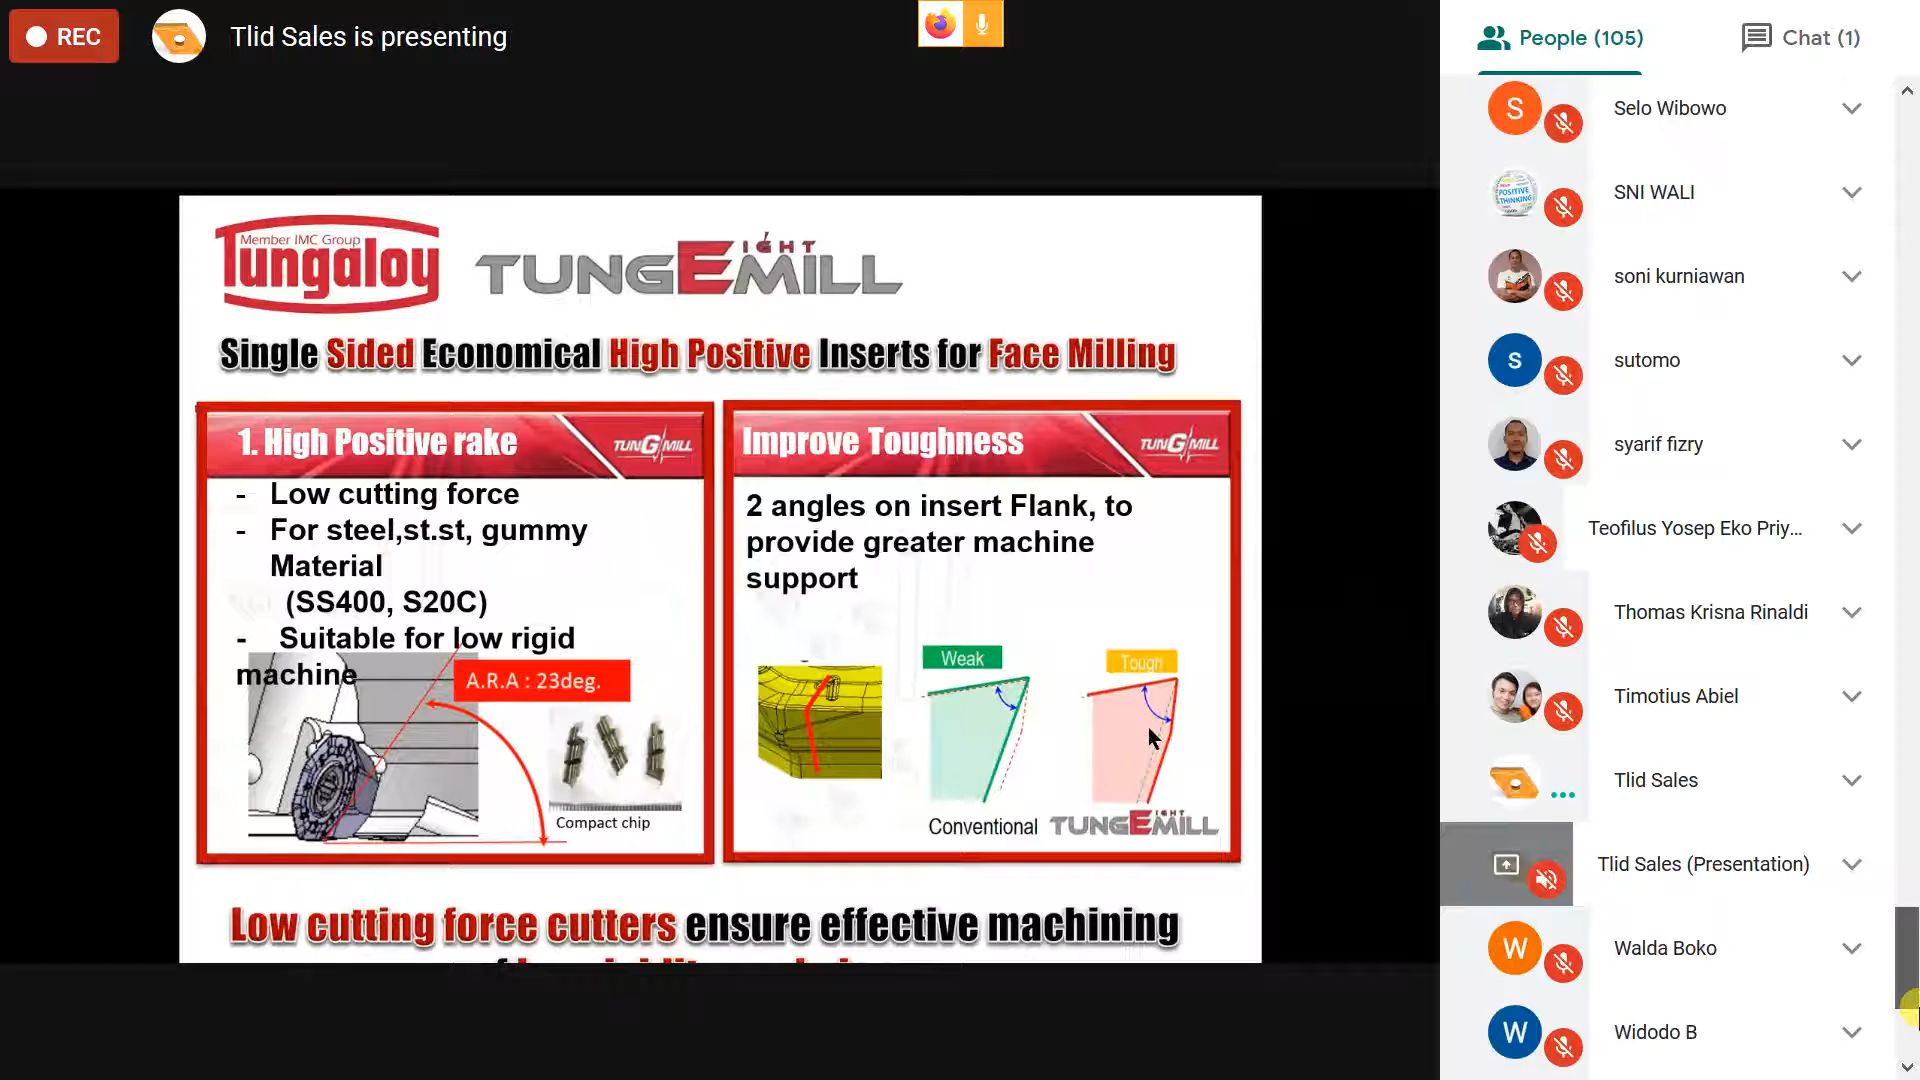 REC
Tlid Sales is presenting
People (105)
Chat (1)
Member IMC Group
Tungaloy
TUNGEIGHTMILL
Single Sided Economical High Positive Inserts for Face Milling
1. High Positive rake
TUNGMILL
- Low cutting force
- For steel,st.st, gummy
Material
(SS400, S20C)
- Suitable for low rigid
machine
A.R.A : 23deg.
Compact chip
Improve Toughness
TUNGMILL
2 angles on insert Flank, to
provide greater machine
support
Weak
Tough
Conventional
TUNGEIGHTMILL
Low cutting force cutters ensure effective machining
S
Selo Wibowo
POSITIVE
THINKING
SNI WALI
soni kurniawan
s
sutomo
syarif fizry
Teofilus Yosep Eko Priy...
Thomas Krisna Rinaldi
Timotius Abiel
Tlid Sales
Tlid Sales (Presentation)
W
Walda Boko
W
Widodo B